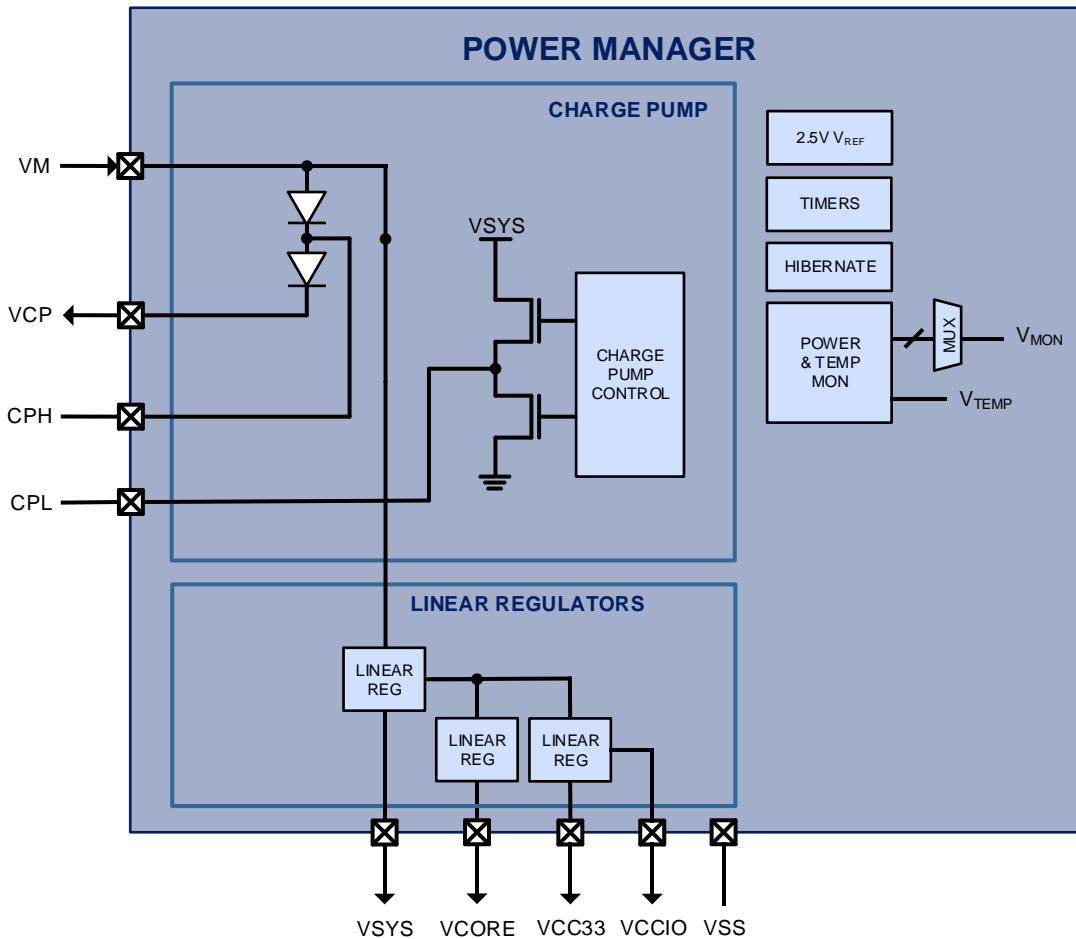 POWER MANAGER
CHARGE PUMP
VM
VCP
CPH
CPL
VSYS
CHARGE
PUMP
CONTROL
2.5V VREF
TIMERS
HIBERNATE
POWER
& TEMP
MON
MUX
VMON
VTEMP
LINEAR REGULATORS
LINEAR
REG
LINEAR
REG
LINEAR
REG
VSYS
VCORE
VCC33
VCCIO
VSS